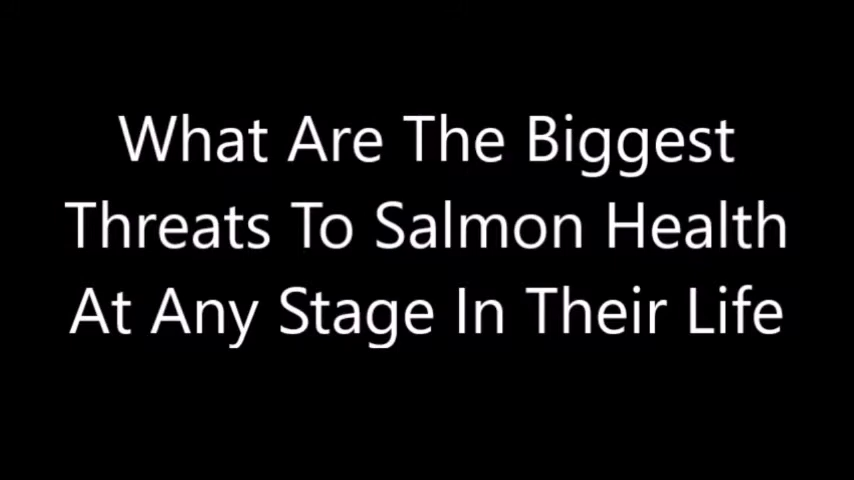 What Are The Biggest
Threats To Salmon Health
At Any Stage In Their Life